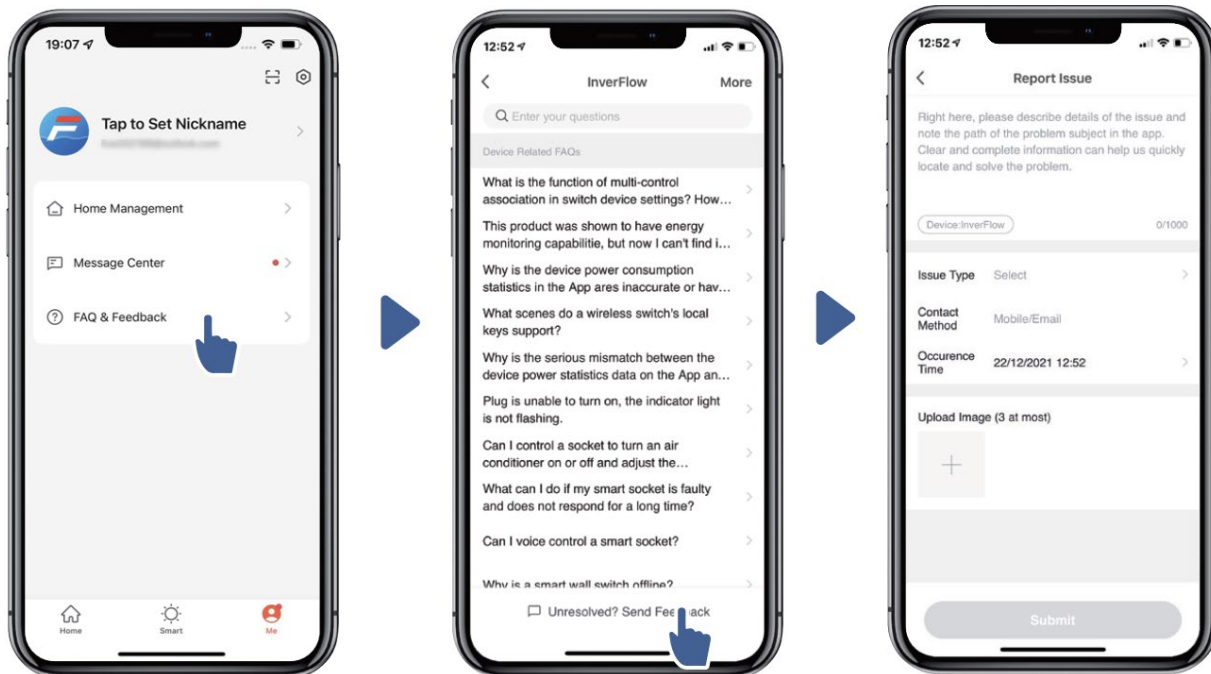 19:07
Tap to Set Nickname
Home Management
Message Center
FAQ & Feedback
Home
Smart
Me
12:52
InverFlow
More
Enter your questions
Device Related FAQs
What is the function of multi-control
association in switch device settings? How...
This product was shown to have energy
monitoring capabilitie, but now I can't find i...
Why is the device power consumption
statistics in the App ares inaccurate or hav...
What scenes do a wireless switch's local
keys support?
Why is the serious mismatch between the
device power statistics data on the App an...
Plug is unable to turn on, the indicator light
is not flashing.
Can I control a socket to turn an air
conditioner on or off and adjust the...
What can I do if my smart socket is faulty
and does not respond for a long time?
Can I voice control a smart socket?
Why is a smart wall switch offline?
Unresolved? Send Feedback
12:52
Report Issue
Right here, please describe details of the issue and
note the path of the problem subject in the app.
Clear and complete information can help us quickly
locate and solve the problem.
Device:InverFlow
0/1000
Issue Type Select
Contact
Method
Mobile/Email
Occurence
Time
22/12/2021 12:52
Upload Image (3 at most)
Submit